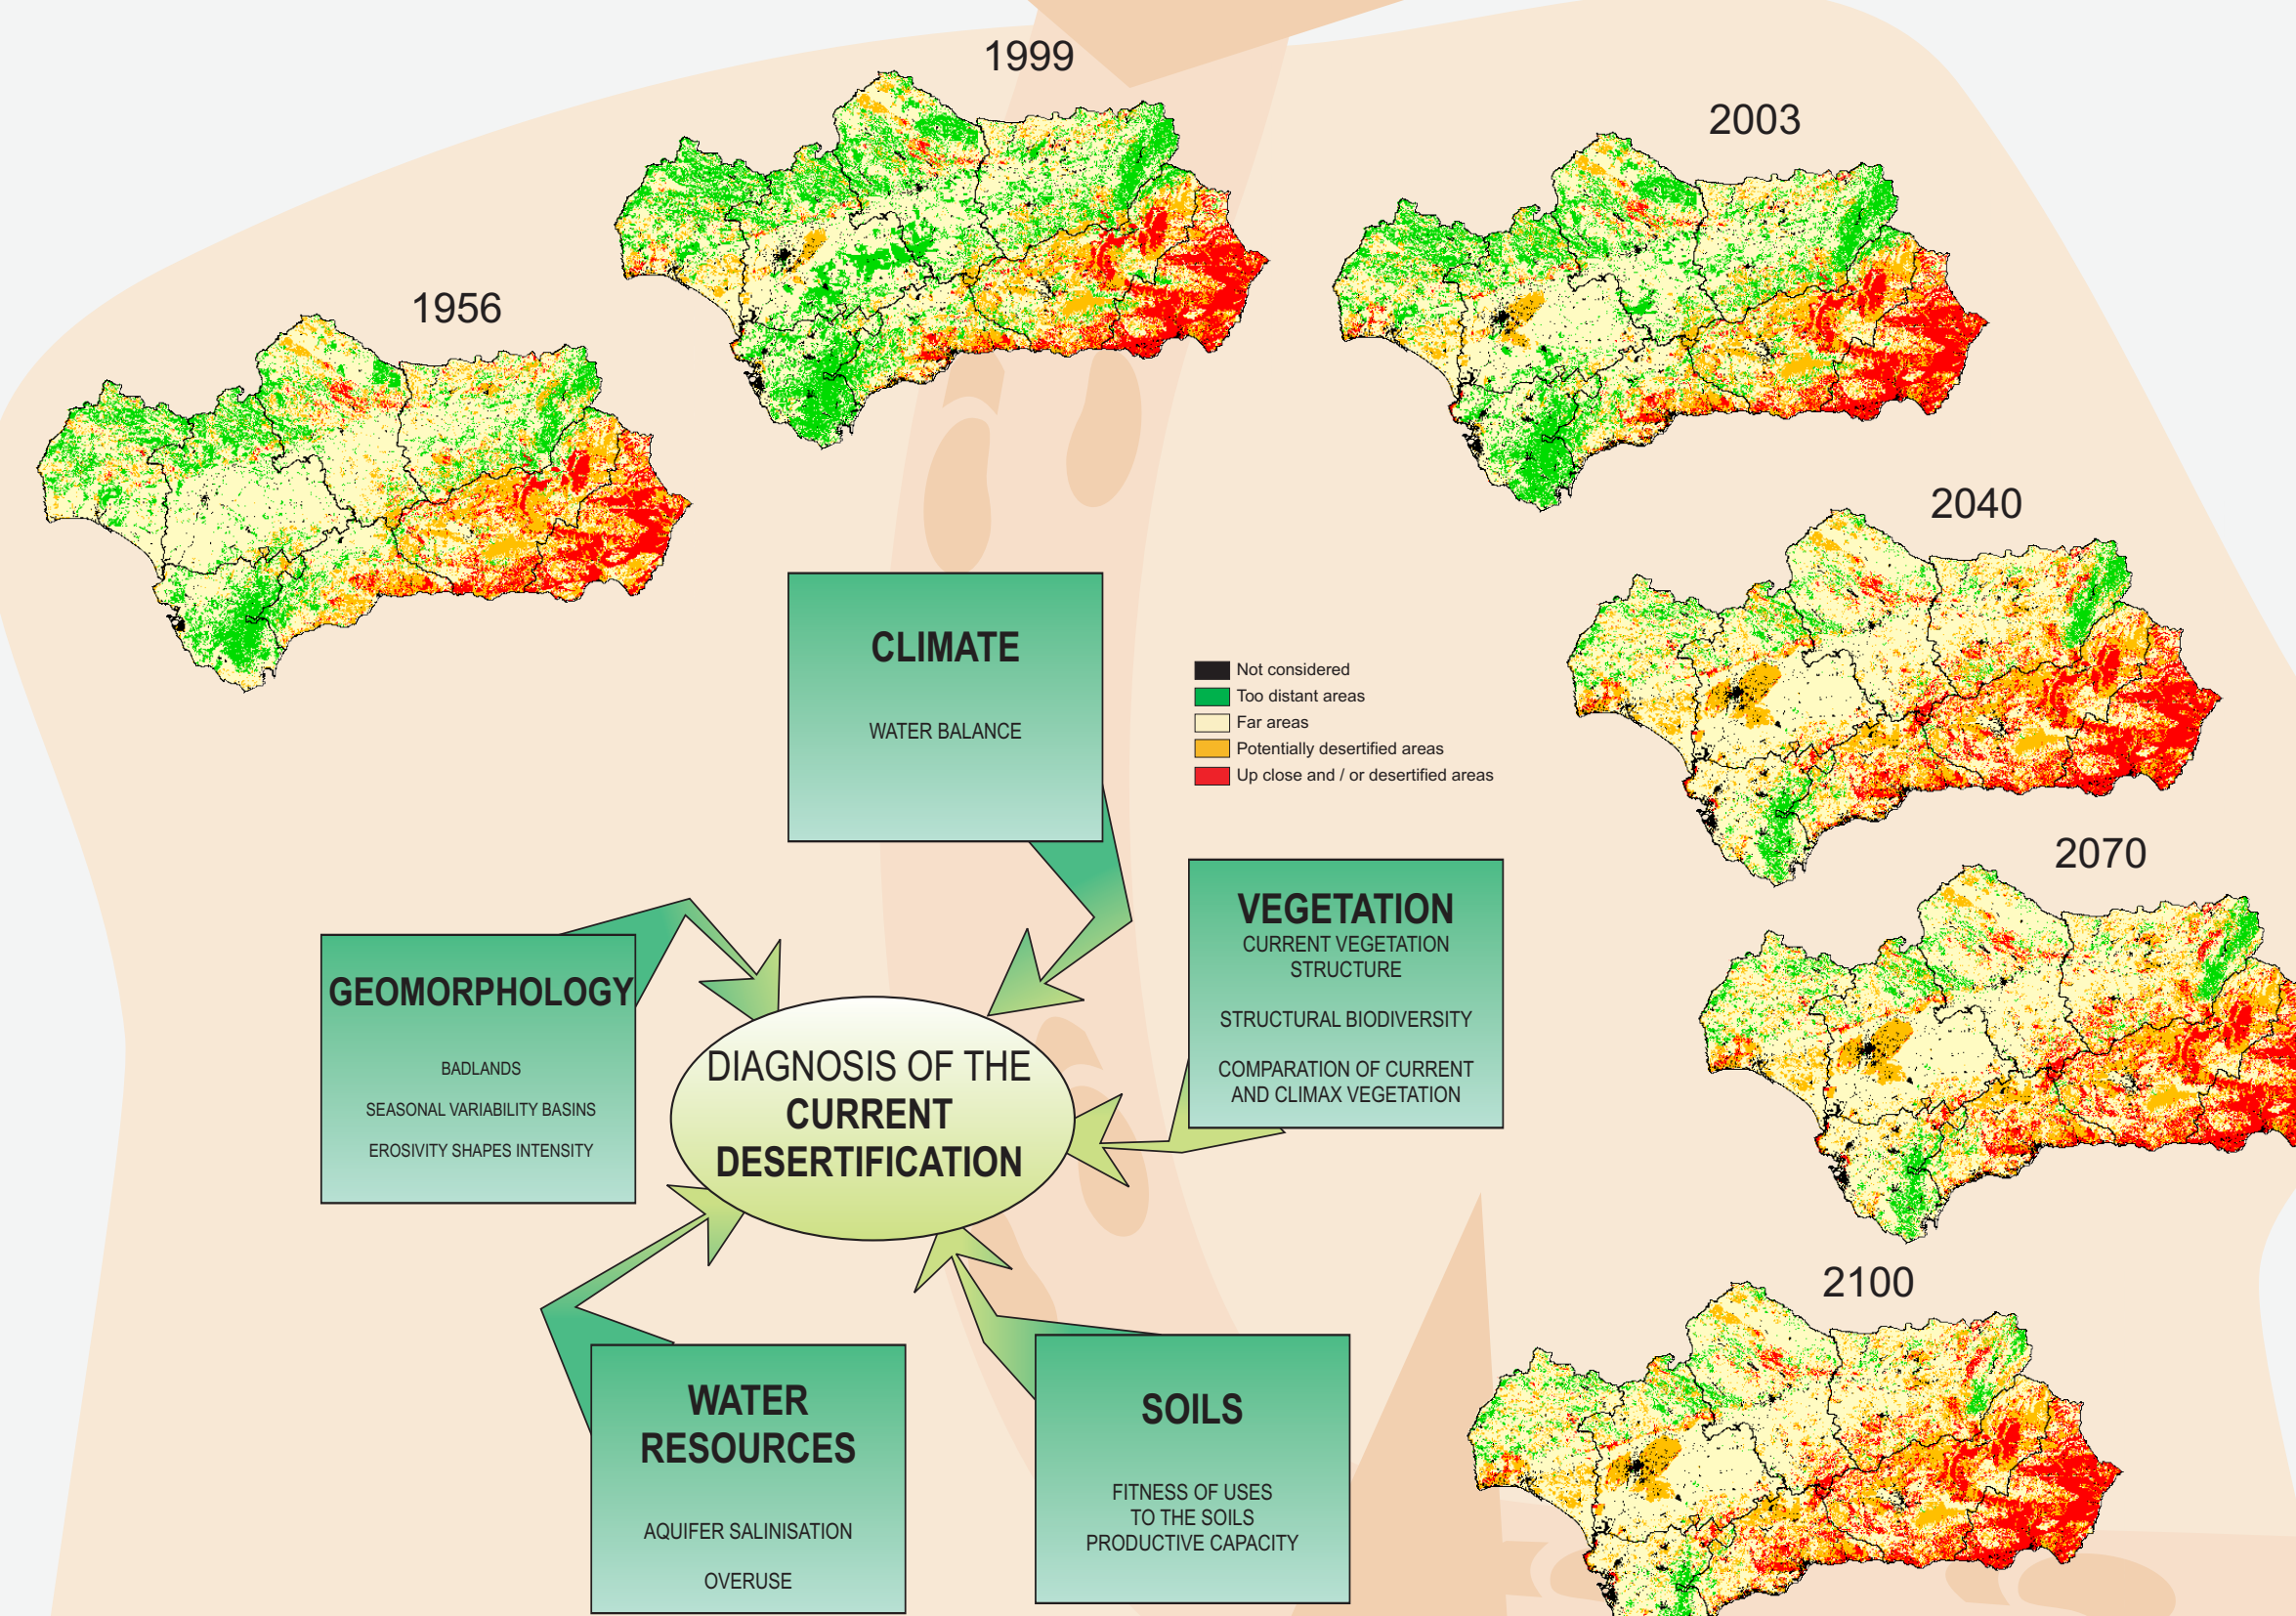 1999
2003
1956
2040
CLIMATE
WATER BALANCE
Not considered
Too distant areas
Far areas
Potentially desertified areas
Up close and / or desertified areas
2070
VEGETATION
CURRENT VEGETATION
STRUCTURE
STRUCTURAL BIODIVERSITY
COMPARATION OF CURRENT
AND CLIMAX VEGETATION
GEOMORPHOLOGY
BADLANDS
SEASONAL VARIABILITY BASINS
EROSIVITY SHAPES INTENSITY
DIAGNOSIS OF THE
CURRENT
DESERTIFICATION
2100
WATER
RESOURCES
AQUIFER SALINISATION
OVERUSE
SOILS
FITNESS OF USES
TO THE SOILS
PRODUCTIVE CAPACITY